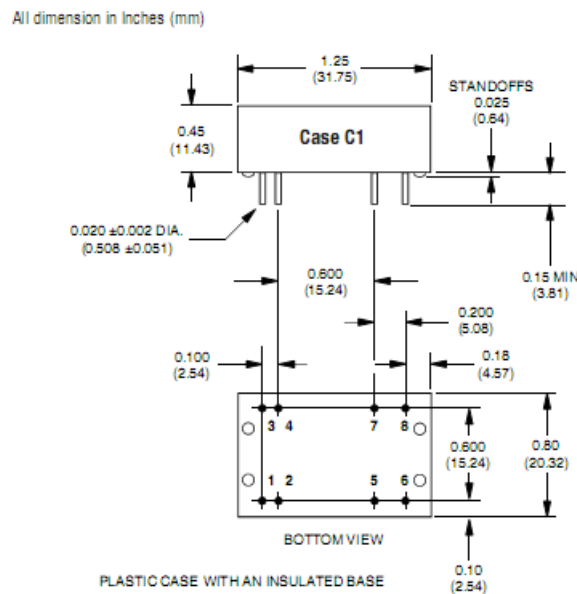 All dimension in Inches (mm)
1.25
(31.75)
STANDOFFS
0.025
(0.64)
0.45
(11.43)
Case C1
0.020 ±0.002 DIA.
(0.508 ±0.051)
0.600
(15.24)
0.15 MIN
(3.81)
0.200
(5.08)
0.100
(2.54)
0.18
(4.57)
3 4 7 8
0.600
(15.24)
0.80
(20.32)
1 2 5 6
BOTTOM VIEW
0.10
(2.54)
PLASTIC CASE WITH AN INSULATED BASE